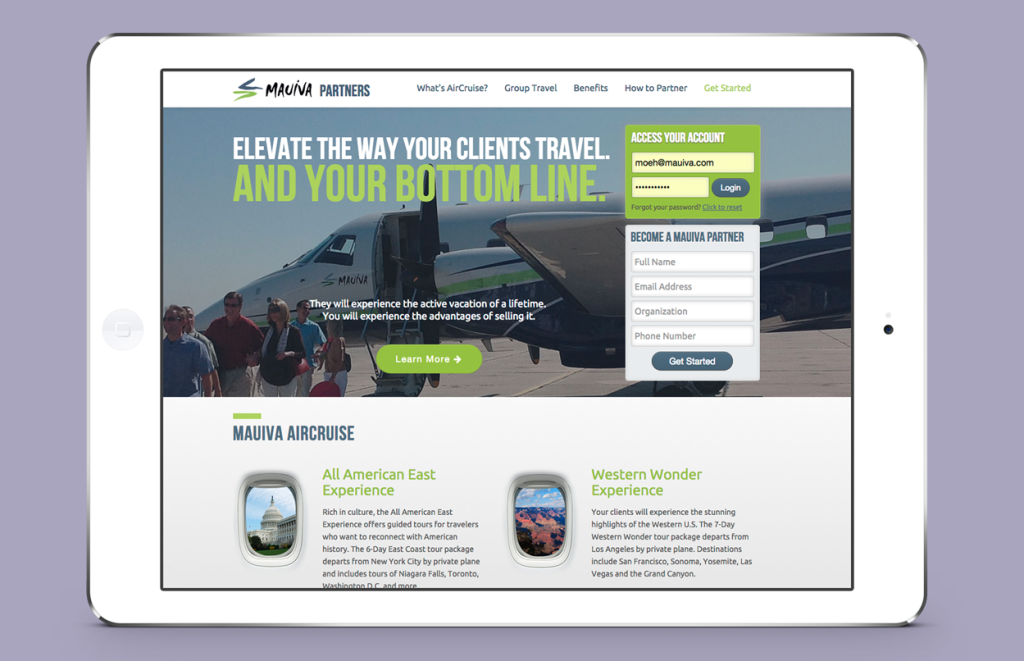 MAUIVA PARTNERS
What's AirCruise? Group Travel Benefits How to Partner Get Started
ELEVATE THE WAY YOUR CLIENTS TRAVEL.
AND YOUR BOTTOM LINE.
ACCESS YOUR ACCOUNT
moeh@mauiva.com
••••••••••• Login
Forgot your password? Click to reset
BECOME A MAUIVA PARTNER
Full Name
Email Address
Organization
Phone Number
Get Started
MAUIVA
They will experience the active vacation of a lifetime.
You will experience the advantages of selling it.
Learn More →
MAUIVA AIRCRUISE
All American East
Experience
Rich in culture, the All American East
Experience offers guided tours for travelers
who want to reconnect with American
history. The 6-Day East Coast tour package
departs from New York City by private plane
and includes tours of Niagara Falls, Toronto,
Washington D.C. and more.
Western Wonder
Experience
Your clients will experience the stunning
highlights of the Western U.S. The 7-Day
Western Wonder tour package departs from
Los Angeles by private plane. Destinations
include San Francisco, Sonoma, Yosemite, Las
Vegas and the Grand Canyon.